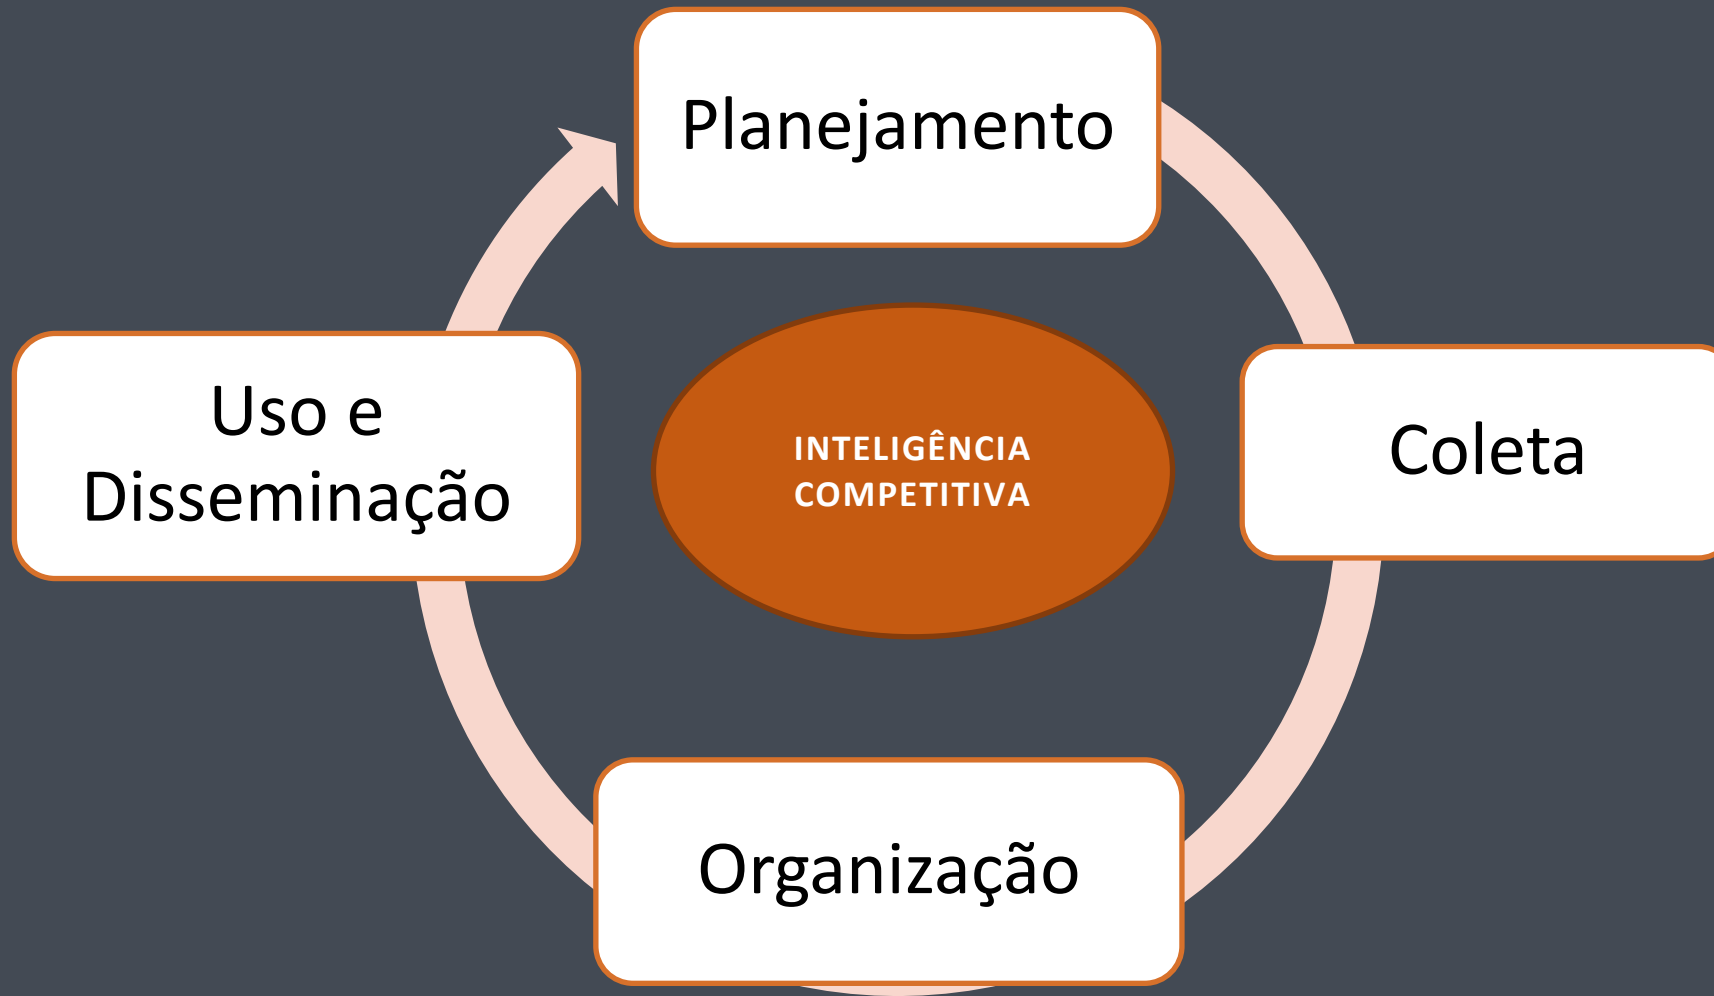 Planejamento
Uso e
Disseminação
INTELIGÊNCIA
COMPETITIVA
Coleta
Organização